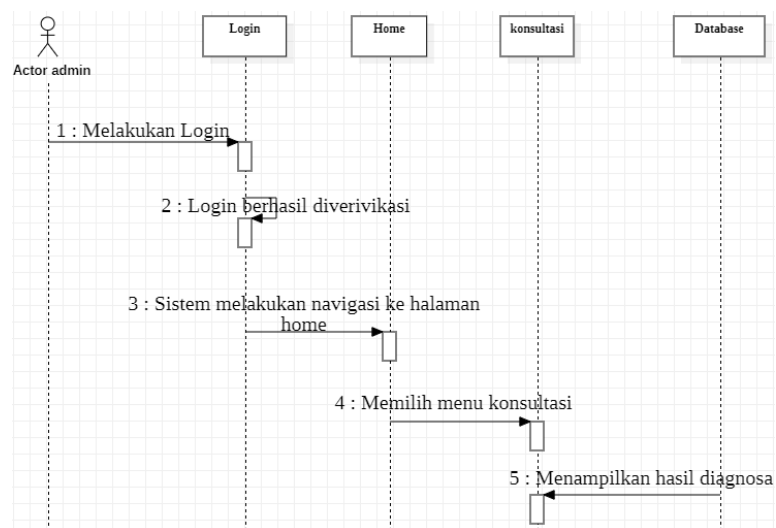 Login
Home
konsultasi
Database
Actor admin
1 : Melakukan Login
2 : Login berhasil diverivikasi
3 : Sistem melakukan navigasi ke halaman
home
4 : Memilih menu konsultasi
5 : Menampilkan hasil diagnosa